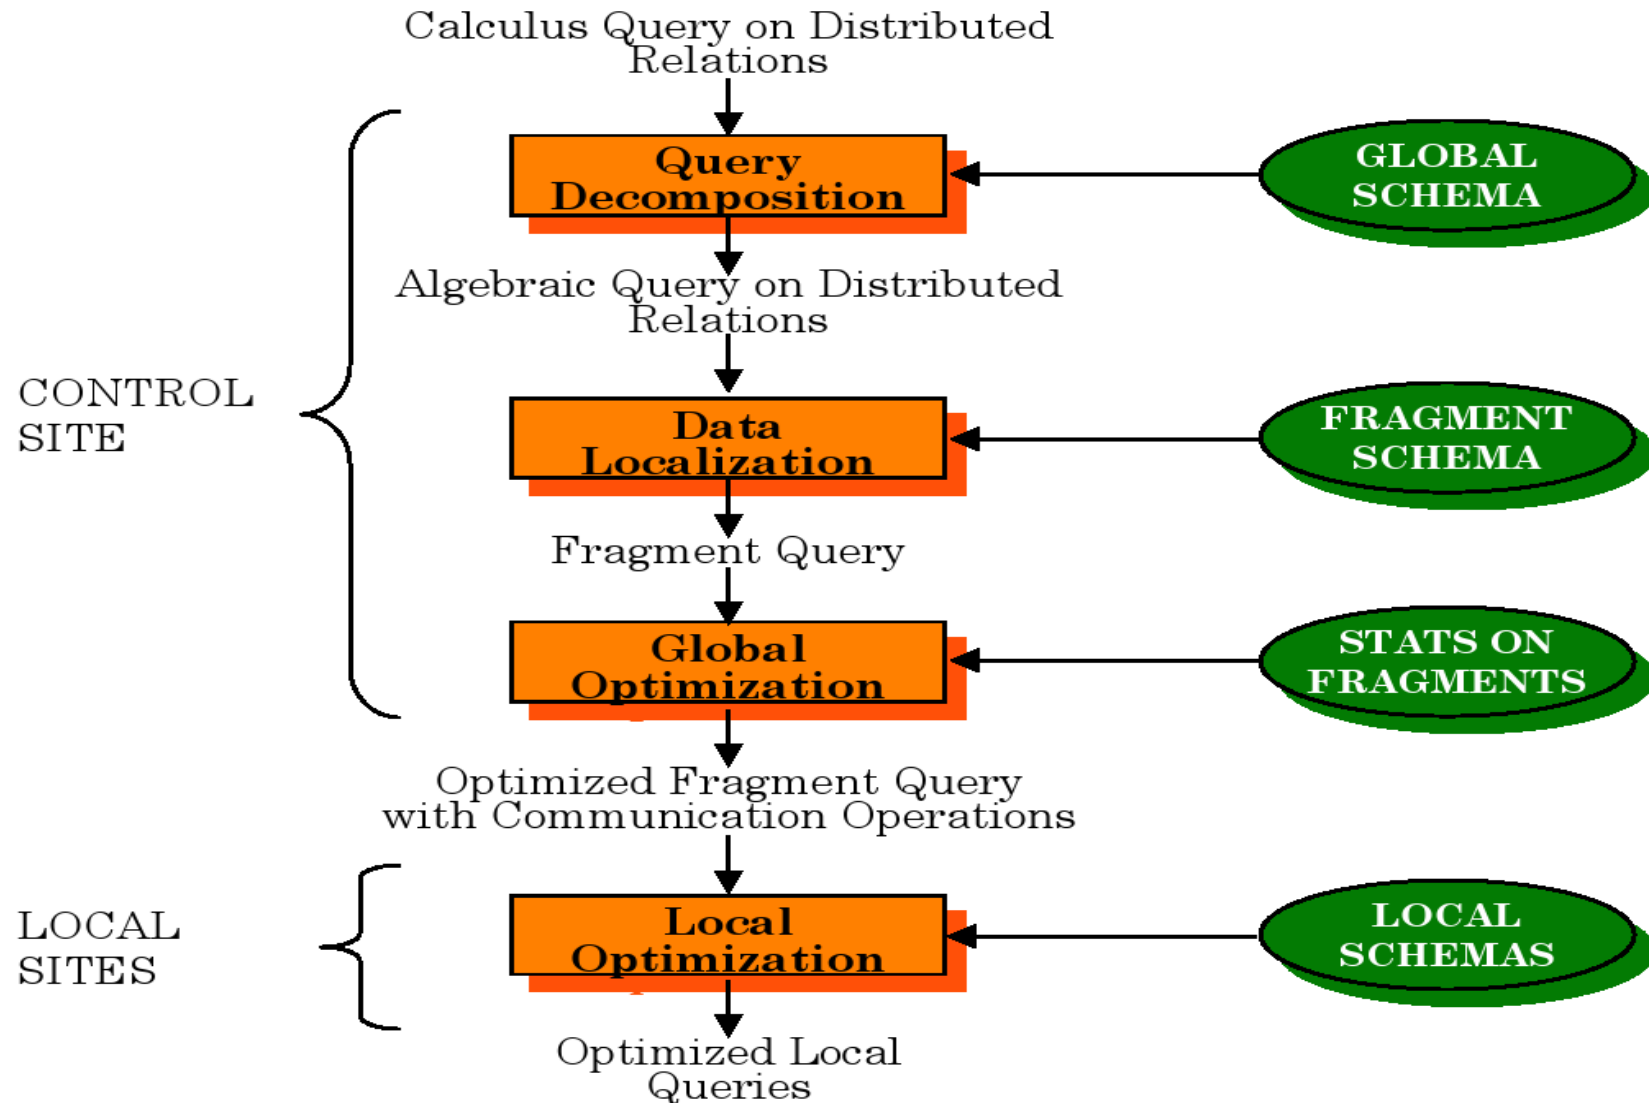 Calculus Query on Distributed
Relations
Query
Decomposition
GLOBAL
SCHEMA
Algebraic Query on Distributed
Relations
CONTROL
SITE
Data
Localization
FRAGMENT
SCHEMA
Fragment Query
Global
Optimization
STATS ON
FRAGMENTS
Optimized Fragment Query
with Communication Operations
LOCAL
SITES
Local
Optimization
LOCAL
SCHEMAS
Optimized Local
Queries